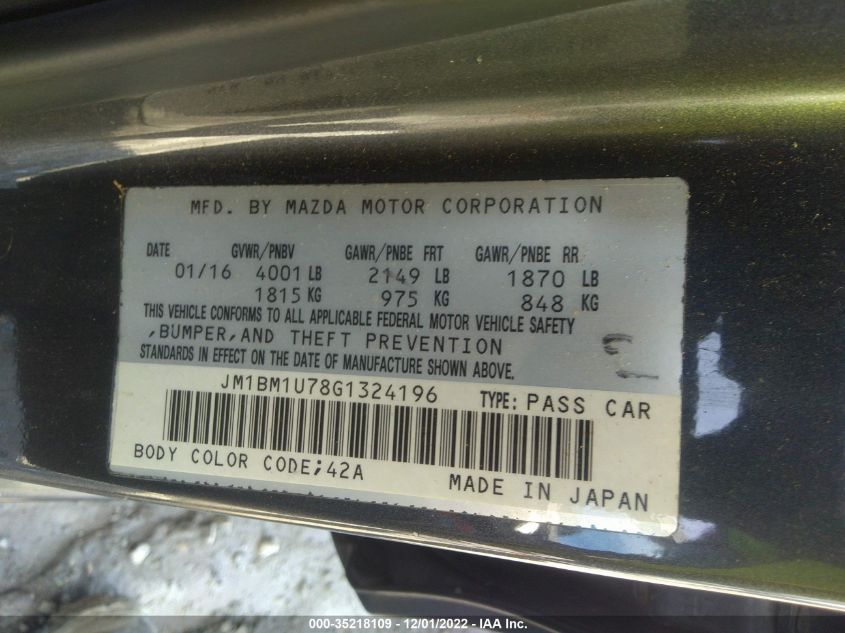 MFD. BY MAZDA MOTOR CORPORATION
DATE GVWR/PNBV GAWR/PNBE FRT GAWR/PNBE RR
01/16 4001 LB 2149 LB 1870 LB
1815 KG 975 KG 848 KG
THIS VEHICLE CONFORMS TO ALL APPLICABLE FEDERAL MOTOR VEHICLE SAFETY
,BUMPER,AND THEFT PREVENTION
STANDARDS IN EFFECT ON THE DATE OF MANUFACTURE SHOWN ABOVE.
JM1BM1U78G1324196 TYPE: PASS CAR
BODY COLOR CODE;42A
MADE IN JAPAN
000-35218109 - 12/01/2022 - IAA Inc.